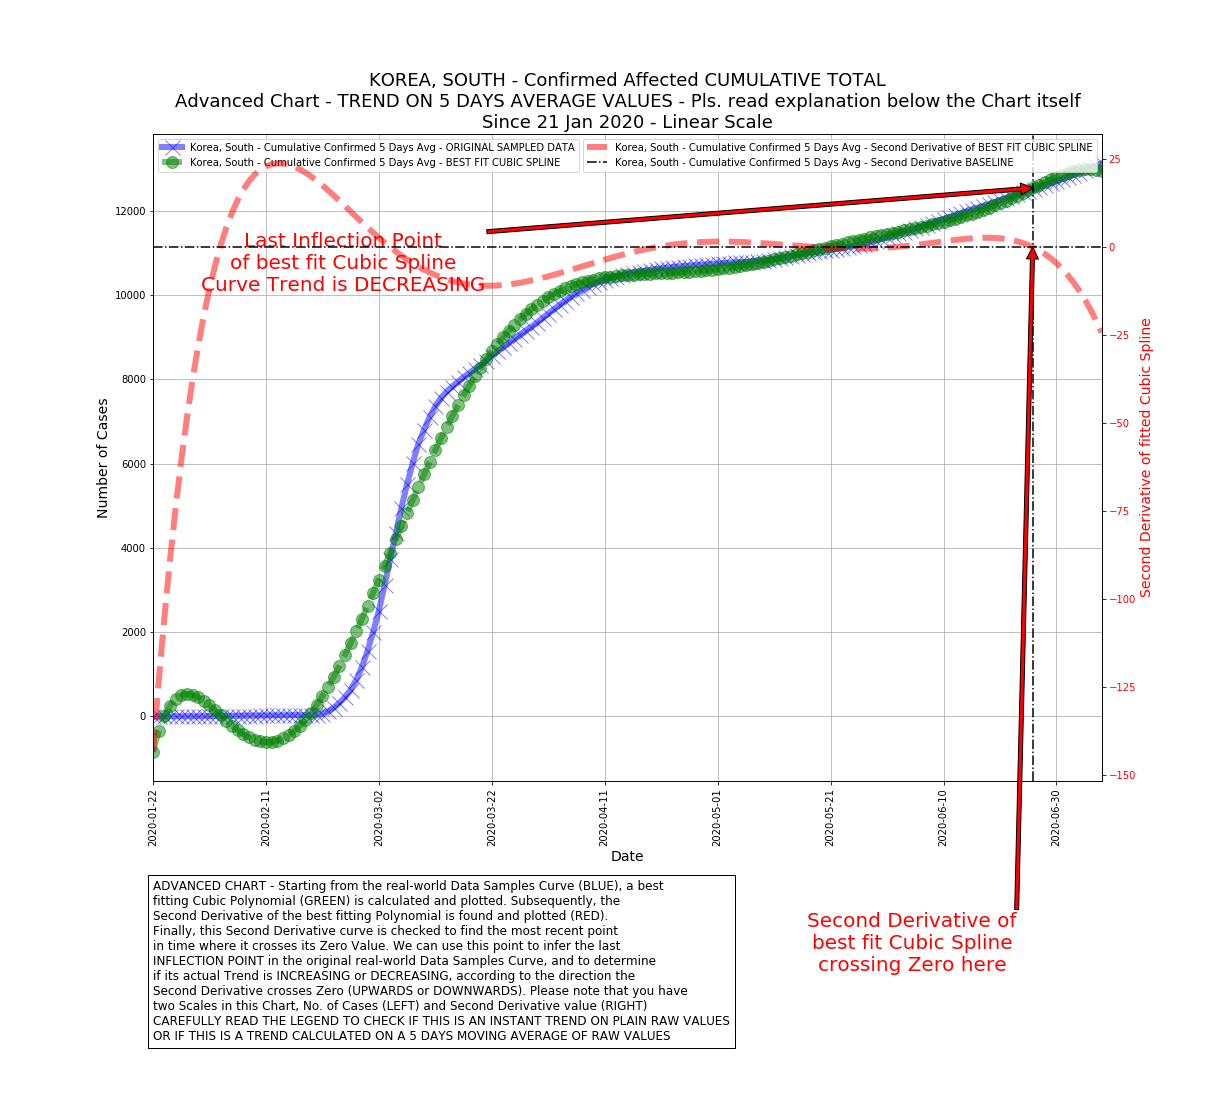 KOREA, SOUTH - Confirmed Affected CUMULATIVE TOTAL
Advanced Chart - TREND ON 5 DAYS AVERAGE VALUES - Pls. read explanation below the Chart itself
Since 21 Jan 2020 - Linear Scale
Korea, South - Cumulative Confirmed 5 Days Avg - ORIGINAL SAMPLED DATA
Korea, South - Cumulative Confirmed 5 Days Avg - BEST FIT CUBIC SPLINE
Korea, South - Cumulative Confirmed 5 Days Avg - Second Derivative of BEST FIT CUBIC SPLINE
Korea, South - Cumulative Confirmed 5 Days Avg - Second Derivative BASELINE
Last Inflection Point
of best fit Cubic Spline
Curve Trend is DECREASING
Number of Cases
12000
10000
8000
6000
4000
2000
0
25
0
−25
−50
−75
−100
−125
−150
Second Derivative of fitted Cubic Spline
2020-01-22
2020-02-11
2020-03-02
2020-03-22
2020-04-11
2020-05-01
2020-05-21
2020-06-10
2020-06-30
Date
ADVANCED CHART - Starting from the real-world Data Samples Curve (BLUE), a best
fitting Cubic Polynomial (GREEN) is calculated and plotted. Subsequently, the
Second Derivative of the best fitting Polynomial is found and plotted (RED).
Finally, this Second Derivative curve is checked to find the most recent point
in time where it crosses its Zero Value. We can use this point to infer the last
INFLECTION POINT in the original real-world Data Samples Curve, and to determine
if its actual Trend is INCREASING or DECREASING, according to the direction the
Second Derivative crosses Zero (UPWARDS or DOWNWARDS). Please note that you have
two Scales in this Chart, No. of Cases (LEFT) and Second Derivative value (RIGHT)
CAREFULLY READ THE LEGEND TO CHECK IF THIS IS AN INSTANT TREND ON PLAIN RAW VALUES
OR IF THIS IS A TREND CALCULATED ON A 5 DAYS MOVING AVERAGE OF RAW VALUES
Second Derivative of
best fit Cubic Spline
crossing Zero here